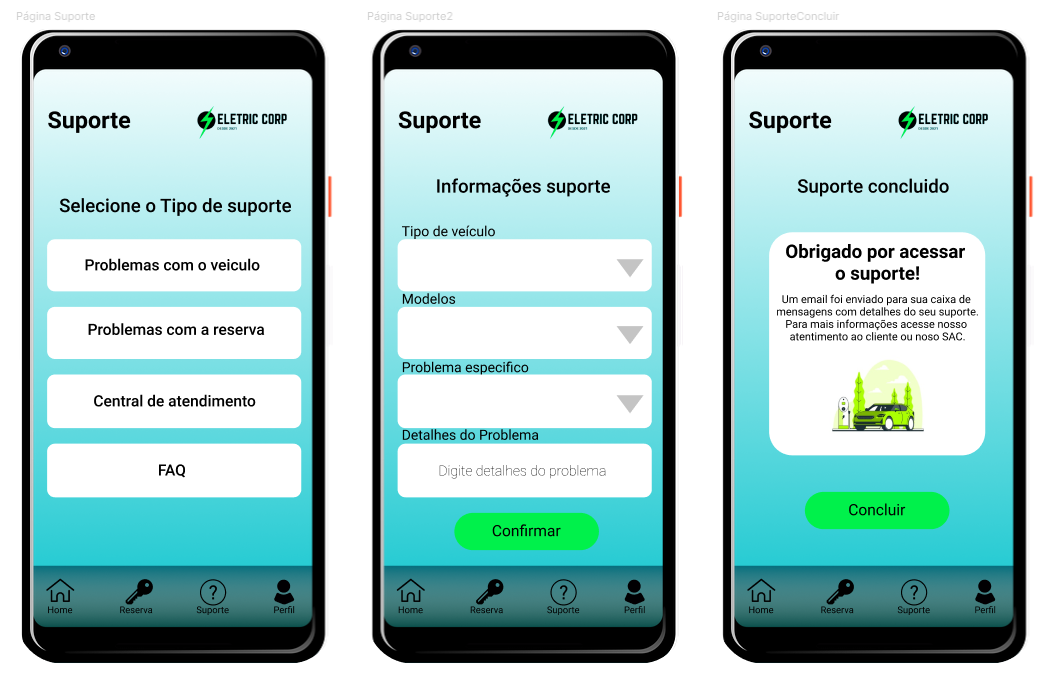 Página Suporte
Suporte
ELETRIC CORP
DESDE 2021
Selecione o Tipo de suporte
Problemas com o veiculo
Problemas com a reserva
Central de atendimento
FAQ
Home
Reserva
Suporte
Perfil
Página Suporte2
Suporte
ELETRIC CORP
DESDE 2021
Informações suporte
Tipo de veículo
Modelos
Problema especifico
Detalhes do Problema
Digite detalhes do problema
Confirmar
Home
Reserva
Suporte
Perfil
Página SuporteConcluir
Suporte
ELETRIC CORP
DESDE 2021
Suporte concluido
Obrigado por acessar
o suporte!
Um email foi enviado para sua caixa de
mensagens com detalhes do seu suporte.
Para mais informações acesse nosso
atentimento ao cliente ou noso SAC.
Concluir
Home
Reserva
Suporte
Perfil